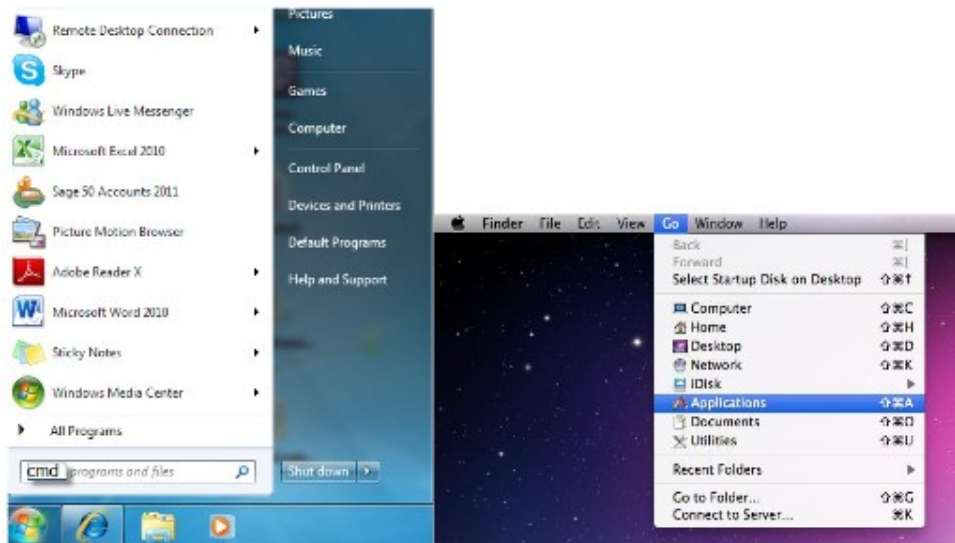 Remote Desktop Connection
Skype
Windows Live Messenger
Microsoft Excel 2010
Sage 50 Accounts 2011
Picture Motion Browser
Adobe Reader X
Microsoft Word 2010
Sticky Notes
Windows Media Center
All Programs
cmd programs and files
Pictures
Music
Games
Computer
Control Panel
Devices and Printers
Default Programs
Help and Support
Shut down
Finder File Edit View Go Window Help
Back ⌘[
Forward ⌘]
Select Startup Disk on Desktop ⇧⌘↑
Computer ⇧⌘C
Home ⇧⌘H
Desktop ⇧⌘D
Network ⇧⌘K
iDisk
Applications ⇧⌘A
Documents ⇧⌘O
Utilities ⇧⌘U
Recent Folders
Go to Folder... ⇧⌘G
Connect to Server... ⌘K